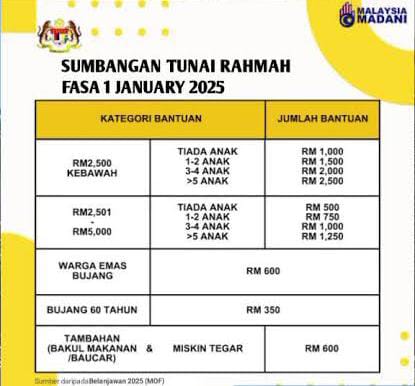 MALAYSIA
MADANI
SUMBANGAN TUNAI RAHMAH
FASA 1 JANUARY 2025
KATEGORI BANTUAN
JUMLAH BANTUAN
RM2,500
KEBAWAH
TIADA ANAK
1-2 ANAK
3-4 ANAK
>5 ANAK
RM 1,000
RM 1,500
RM 2,000
RM 2,500
RM2,501
-
RM5,000
TIADA ANAK
1-2 ANAK
3-4 ANAK
>5 ANAK
RM 500
RM 750
RM 1,000
RM 1,250
WARGA EMAS
BUJANG
RM 600
BUJANG 60 TAHUN
RM 350
TAMBAHAN
(BAKUL MAKANAN &
/BAUCAR)
MISKIN TEGAR
RM 600
Sumber daripada Belanjawan 2025 (MOF)